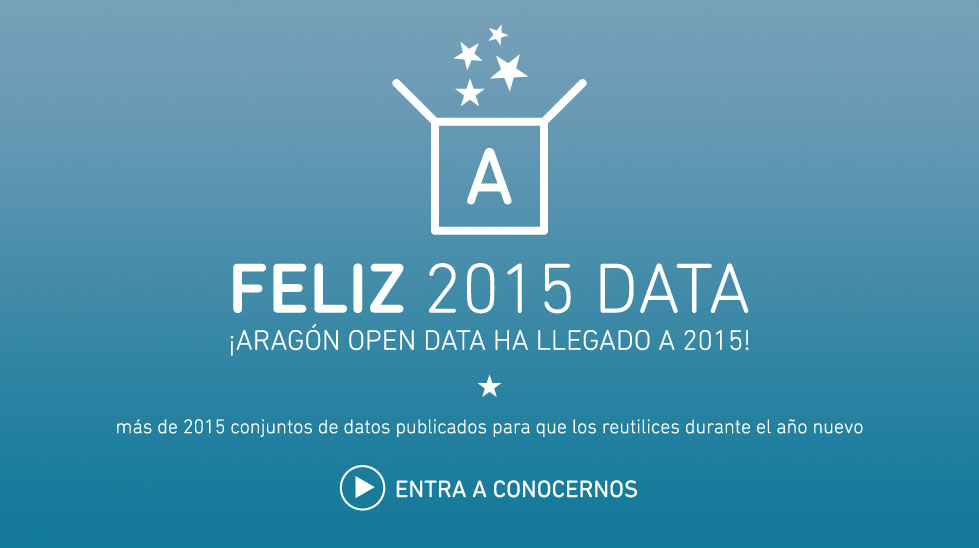 A
FELIZ 2015 DATA
¡ARAGÓN OPEN DATA HA LLEGADO A 2015!
más de 2015 conjuntos de datos publicados para que los reutilices durante el año nuevo
ENTRA A CONOCERNOS